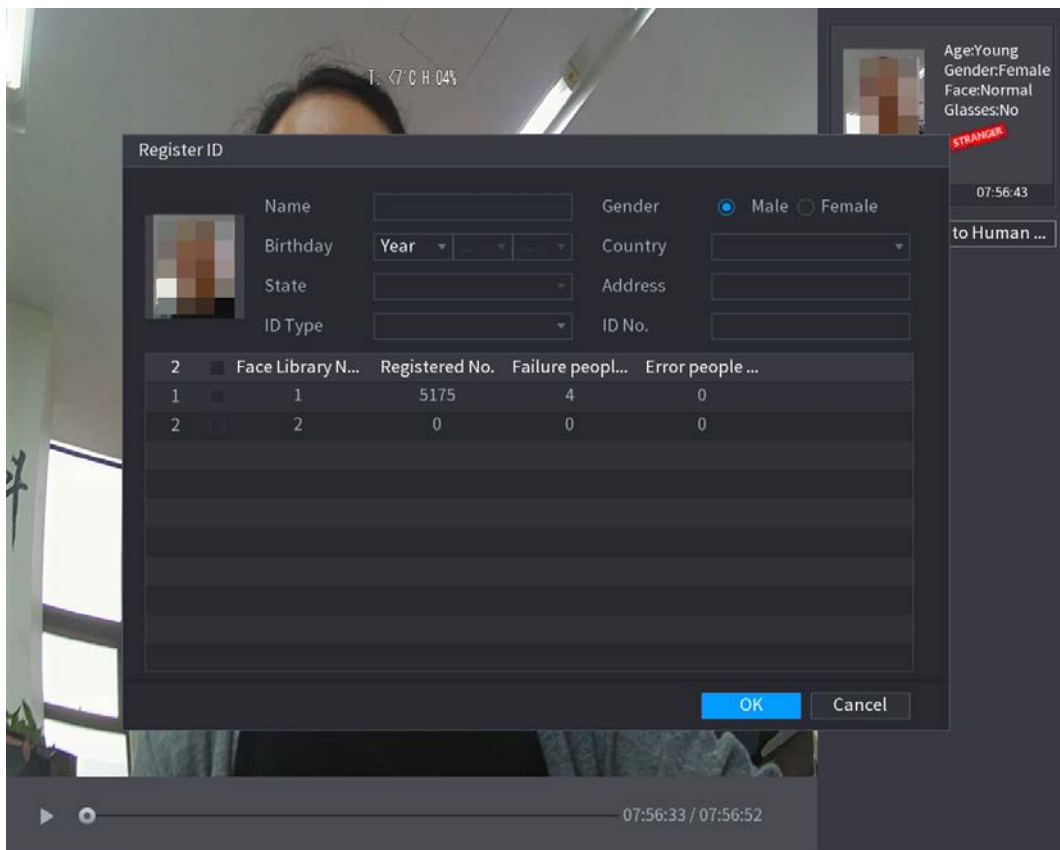 T: <7°C H:04%
Age:Young
Gender:Female
Face:Normal
Glasses:No
STRANGER
07:56:43
to Human ...
Register ID
Name
Gender Male Female
Birthday Year ... ...
Country
State
Address
ID Type
ID No.
2 Face Library N... Registered No. Failure peopl... Error people ...
1 1 5175 4 0
2 2 0 0 0
OK Cancel
07:56:33 / 07:56:52